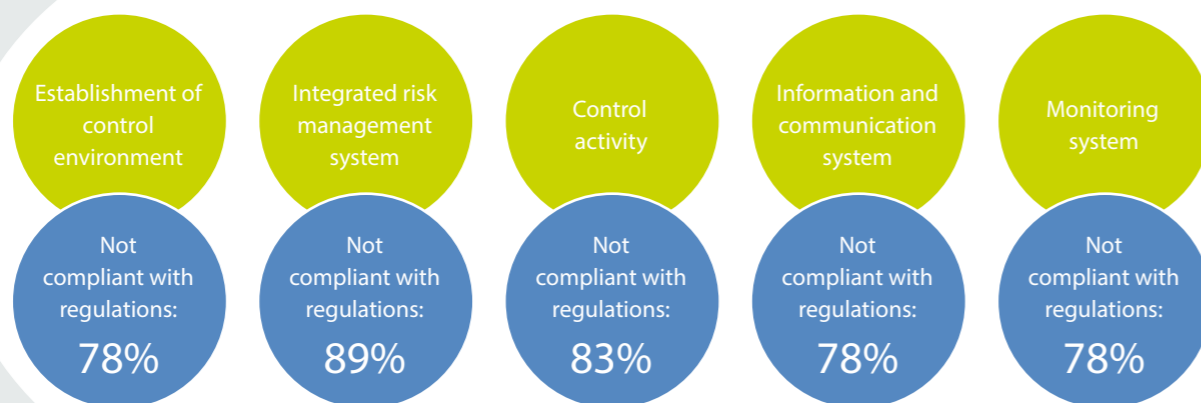 Establishment of
control
environment
Not
compliant with
regulations:
78%
Integrated risk
management
system
Not
compliant with
regulations:
89%
Control
activity
Not
compliant with
regulations:
83%
Information and
communication
system
Not
compliant with
regulations:
78%
Monitoring
system
Not
compliant with
regulations:
78%